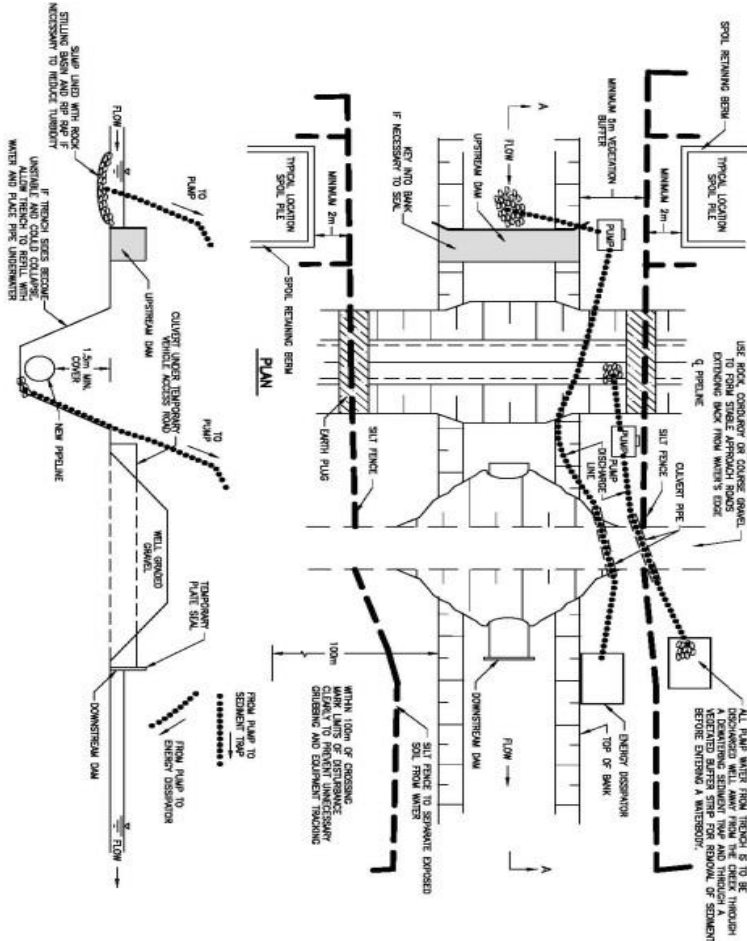 SPOIL RETAINING BERM
TYPICAL LOCATION
SPOIL PILE
MINIMUM 2m
MINIMUM 5m VEGETATION
BUFFER
A
FLOW
UPSTREAM DAM
KEY INTO BANK
IF NECESSARY TO SEAL
MINIMUM 2m
TYPICAL LOCATION
SPOIL PILE
SPOIL RETAINING BERM
PUMP
USE ROCK, CORDUROY OR COURSE GRAVEL
TO FORM STABLE APPROACH ROADS
EXTENDING BACK FROM WATER'S EDGE
PIPELINE
SILT FENCE
CULVERT PIPE
PUMP
PUMP
DISCHARGE
LINE
EARTH PLUG
SILT FENCE
PLAN
ALL PUMP WATER FROM TRENCH IS TO BE
DISCHARGED WELL AWAY FROM THE CREEK THROUGH
A DEWATERING SEDIMENT TRAP AND THROUGH A
VEGETATED BUFFER STRIP FOR REMOVAL OF SEDIMENT
BEFORE ENTERING A WATERBODY.
ENERGY DISSIPATOR
TOP OF BANK
FLOW
A
DOWNSTREAM DAM
100m
SILT FENCE TO SEPARATE EXPOSED
SOIL FROM WATER
WITHIN 100m OF CROSSING
MARK LIMITS OF DISTURBANCE
CLEARLY TO PREVENT UNNECESSARY
GRUBBING AND EQUIPMENT TRACKING
SUMP LINED WITH ROCK
STILLING BASIN AND RIP RAP IF
NECESSARY TO REDUCE TURBIDITY
FLOW
TO
PUMP
UPSTREAM DAM
IF TRENCH SIDES BECOME
UNSTABLE AND COULD COLLAPSE,
ALLOW TRENCH TO REFILL WITH
WATER AND PLACE PIPE UNDERWATER
1.5m MIN.
COVER
NEW PIPELINE
CULVERT UNDER TEMPORARY
VEHICLE ACCESS ROAD
TO
PUMP
WELL GRADED
GRAVEL
TEMPORARY
PLATE SEAL
DOWNSTREAM DAM
FROM PUMP TO
SEDIMENT TRAP
FROM PUMP TO
ENERGY DISSIPATOR
FLOW